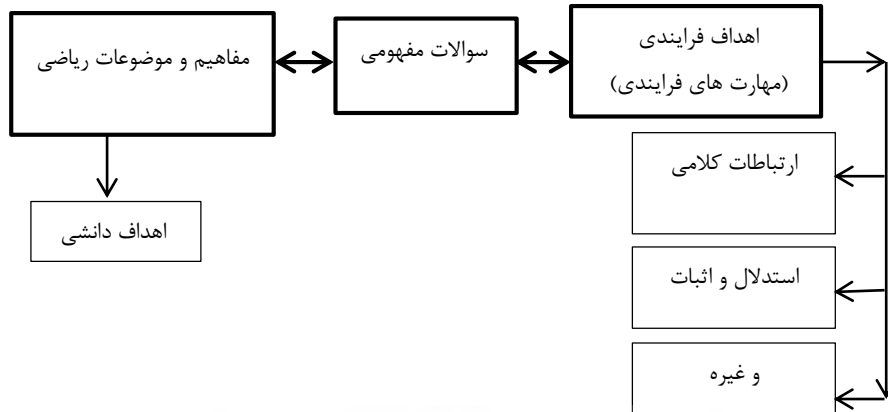 اهداف فرایندی
(مهارت های فرایندی)
سوالات مفهومی
مفاهیم و موضوعات ریاضی
ارتباطات کلامی
اهداف دانشی
استدلال و اثبات
و غیره